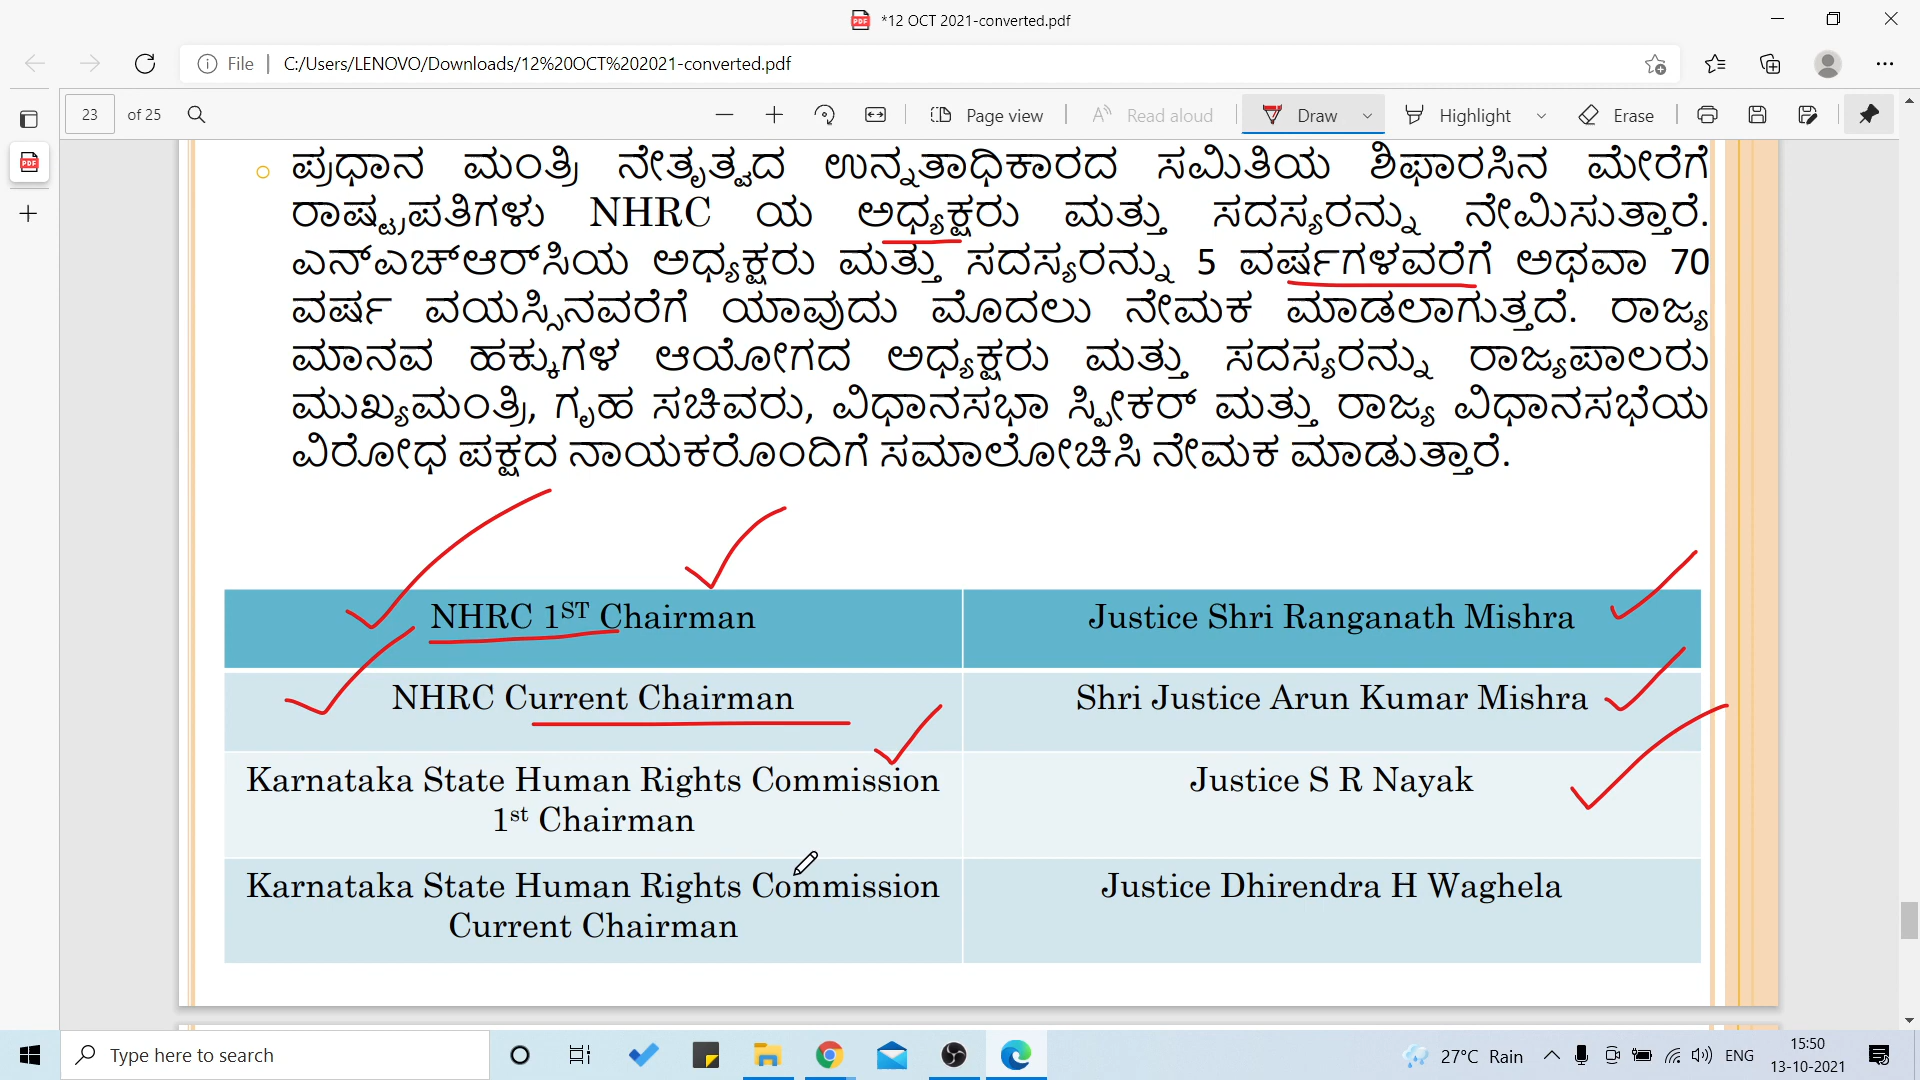 *12 OCT 2021-converted.pdf
File
C:/Users/LENOVO/Downloads/12%20OCT%202021-converted.pdf
23 of 25
Page view
Read aloud
Draw
Highlight
Erase
ಪ್ರಧಾನ ಮಂತ್ರಿ ನೇತೃತ್ವದ ಉನ್ನತಾಧಿಕಾರದ ಸಮಿತಿಯ ಶಿಫಾರಸಿನ ಮೇರೆಗೆ
ರಾಷ್ಟ್ರಪತಿಗಳು NHRC ಯ ಅಧ್ಯಕ್ಷರು ಮತ್ತು ಸದಸ್ಯರನ್ನು ನೇಮಿಸುತ್ತಾರೆ.
ಎನ್‌ಎಚ್‌ಆರ್‌ಸಿಯ ಅಧ್ಯಕ್ಷರು ಮತ್ತು ಸದಸ್ಯರನ್ನು 5 ವರ್ಷಗಳವರೆಗೆ ಅಥವಾ 70
ವರ್ಷ ವಯಸ್ಸಿನವರೆಗೆ ಯಾವುದು ಮೊದಲು ನೇಮಕ ಮಾಡಲಾಗುತ್ತದೆ. ರಾಜ್ಯ
ಮಾನವ ಹಕ್ಕುಗಳ ಆಯೋಗದ ಅಧ್ಯಕ್ಷರು ಮತ್ತು ಸದಸ್ಯರನ್ನು ರಾಜ್ಯಪಾಲರು
ಮುಖ್ಯಮಂತ್ರಿ, ಗೃಹ ಸಚಿವರು, ವಿಧಾನಸಭಾ ಸ್ಪೀಕರ್ ಮತ್ತು ರಾಜ್ಯ ವಿಧಾನಸಭೆಯ
ವಿರೋಧ ಪಕ್ಷದ ನಾಯಕರೊಂದಿಗೆ ಸಮಾಲೋಚಿಸಿ ನೇಮಕ ಮಾಡುತ್ತಾರೆ.
NHRC 1ST Chairman
Justice Shri Ranganath Mishra
NHRC Current Chairman
Shri Justice Arun Kumar Mishra
Karnataka State Human Rights Commission
1st Chairman
Justice S R Nayak
Karnataka State Human Rights Commission
Current Chairman
Justice Dhirendra H Waghela
Type here to search
27°C Rain
ENG
15:50
13-10-2021